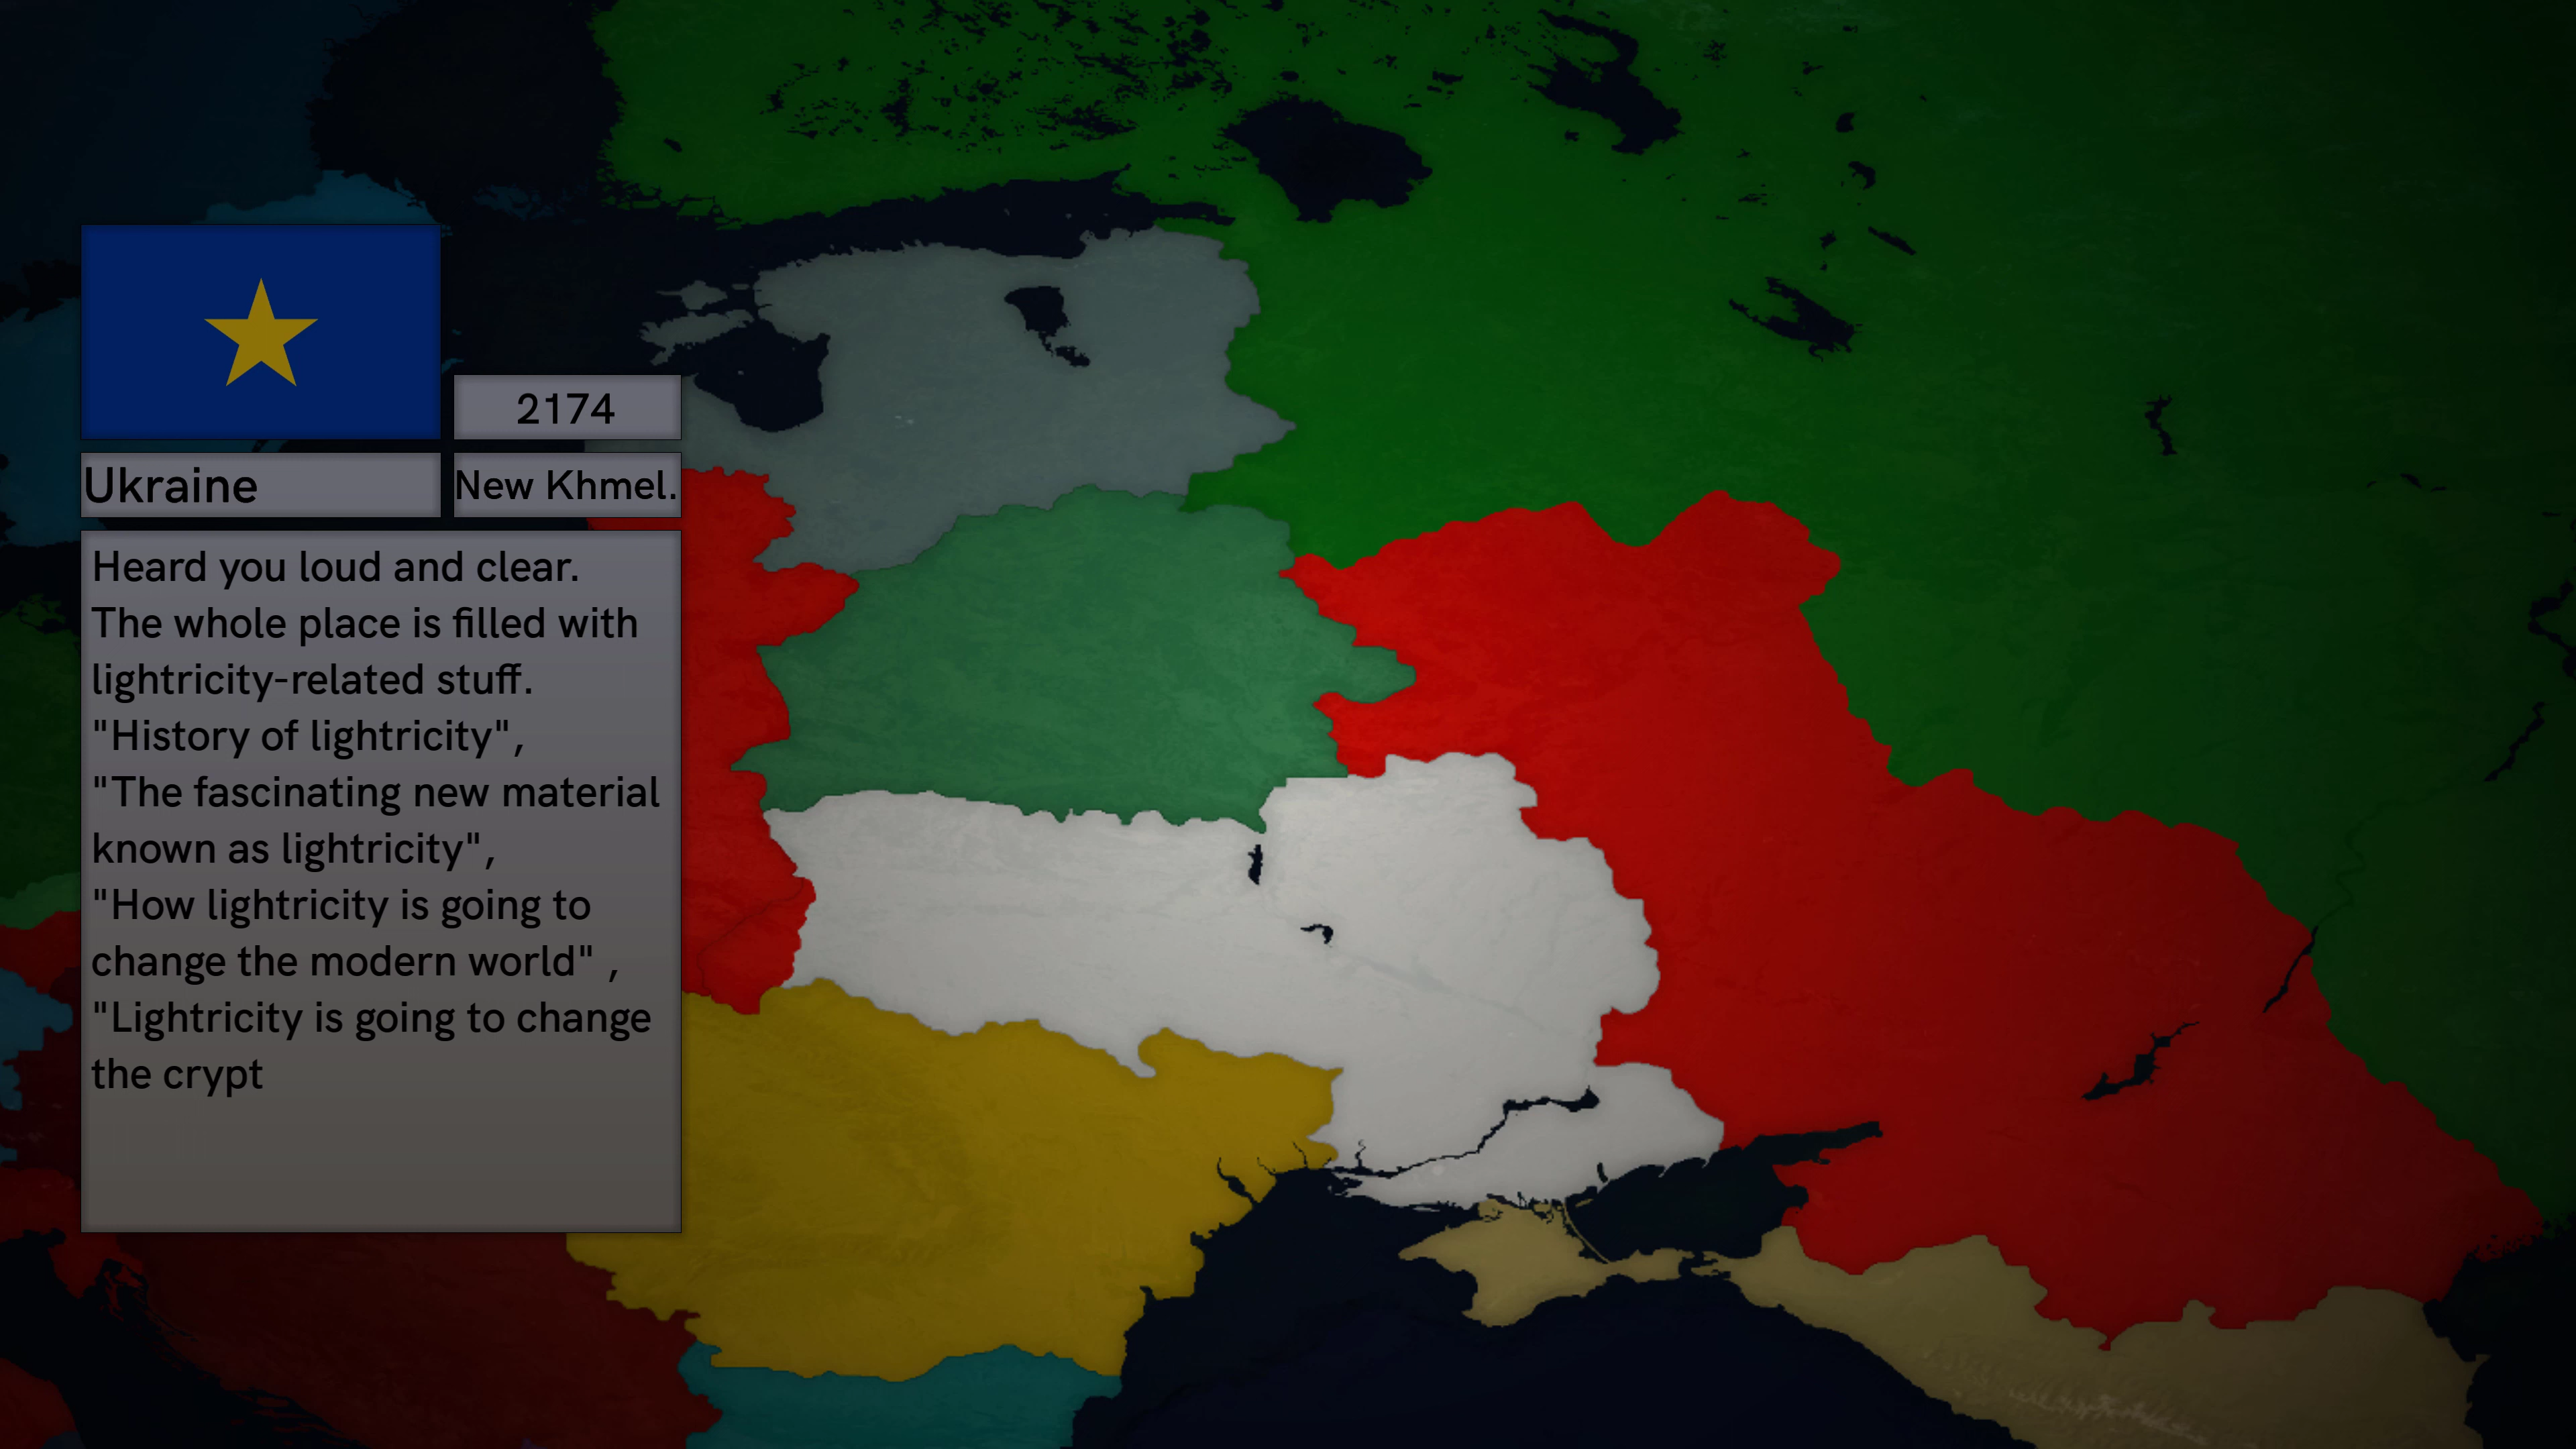 2174
Ukraine
New Khmel.
Heard you loud and clear.
The whole place is filled with
lightricity-related stuff.
"History of lightricity",
"The fascinating new material
known as lightricity",
"How lightricity is going to
change the modern world" ,
"Lightricity is going to change
the crypt